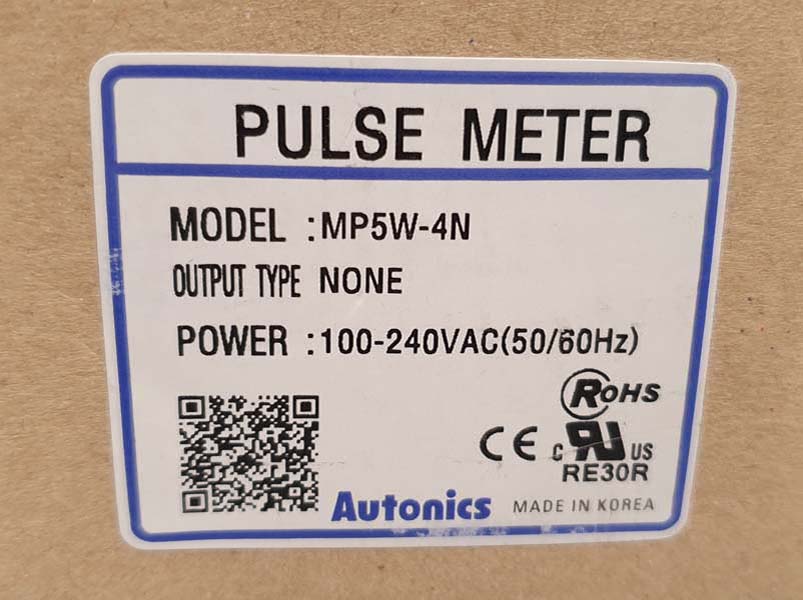 PULSE METER
MODEL :MP5W-4N
OUTPUT TYPE NONE
POWER :100-240VAC(50/60Hz)
RoHS
CE c RU US
RE30R
Autonics MADE IN KOREA